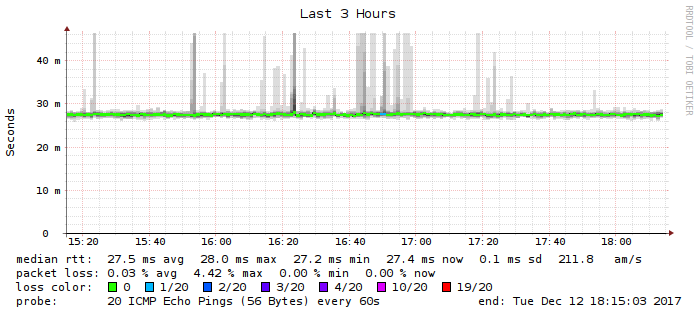 Last 3 Hours
RRDTOOL / TOBI OETIKER
Seconds
40 m
30 m
20 m
10 m
0
15:20 15:40 16:00 16:20 16:40 17:00 17:20 17:40 18:00
median rtt: 27.5 ms avg 28.0 ms max 27.2 ms min 27.4 ms now 0.1 ms sd 211.8 am/s
packet loss: 0.03 % avg 4.42 % max 0.00 % min 0.00 % now
loss color: 0 1/20 2/20 3/20 4/20 10/20 19/20
probe: 20 ICMP Echo Pings (56 Bytes) every 60s end: Tue Dec 12 18:15:03 2017